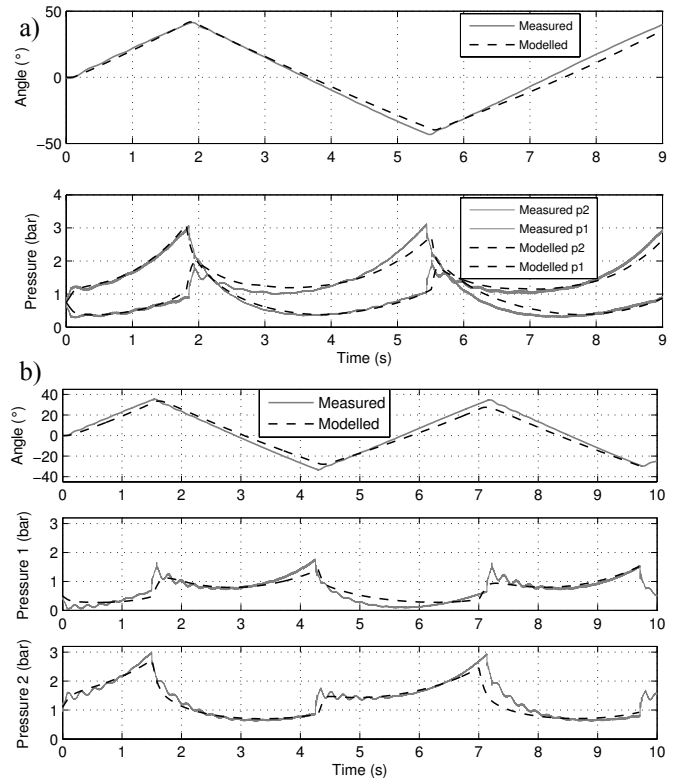 a)
50
0
−50
Angle (°)
0 1 2 3 4 5 6 7 8 9
Measured
Modelled
4
3
2
1
0
Pressure (bar)
0 1 2 3 4 5 6 7 8 9
Time (s)
Measured p2
Measured p1
Modelled p2
Modelled p1
b)
40
20
0
−20
−40
Angle (°)
0 1 2 3 4 5 6 7 8 9 10
Measured
Modelled
3
2
1
0
Pressure 1 (bar)
0 1 2 3 4 5 6 7 8 9 10
3
2
1
0
Pressure 2 (bar)
0 1 2 3 4 5 6 7 8 9 10
Time (s)